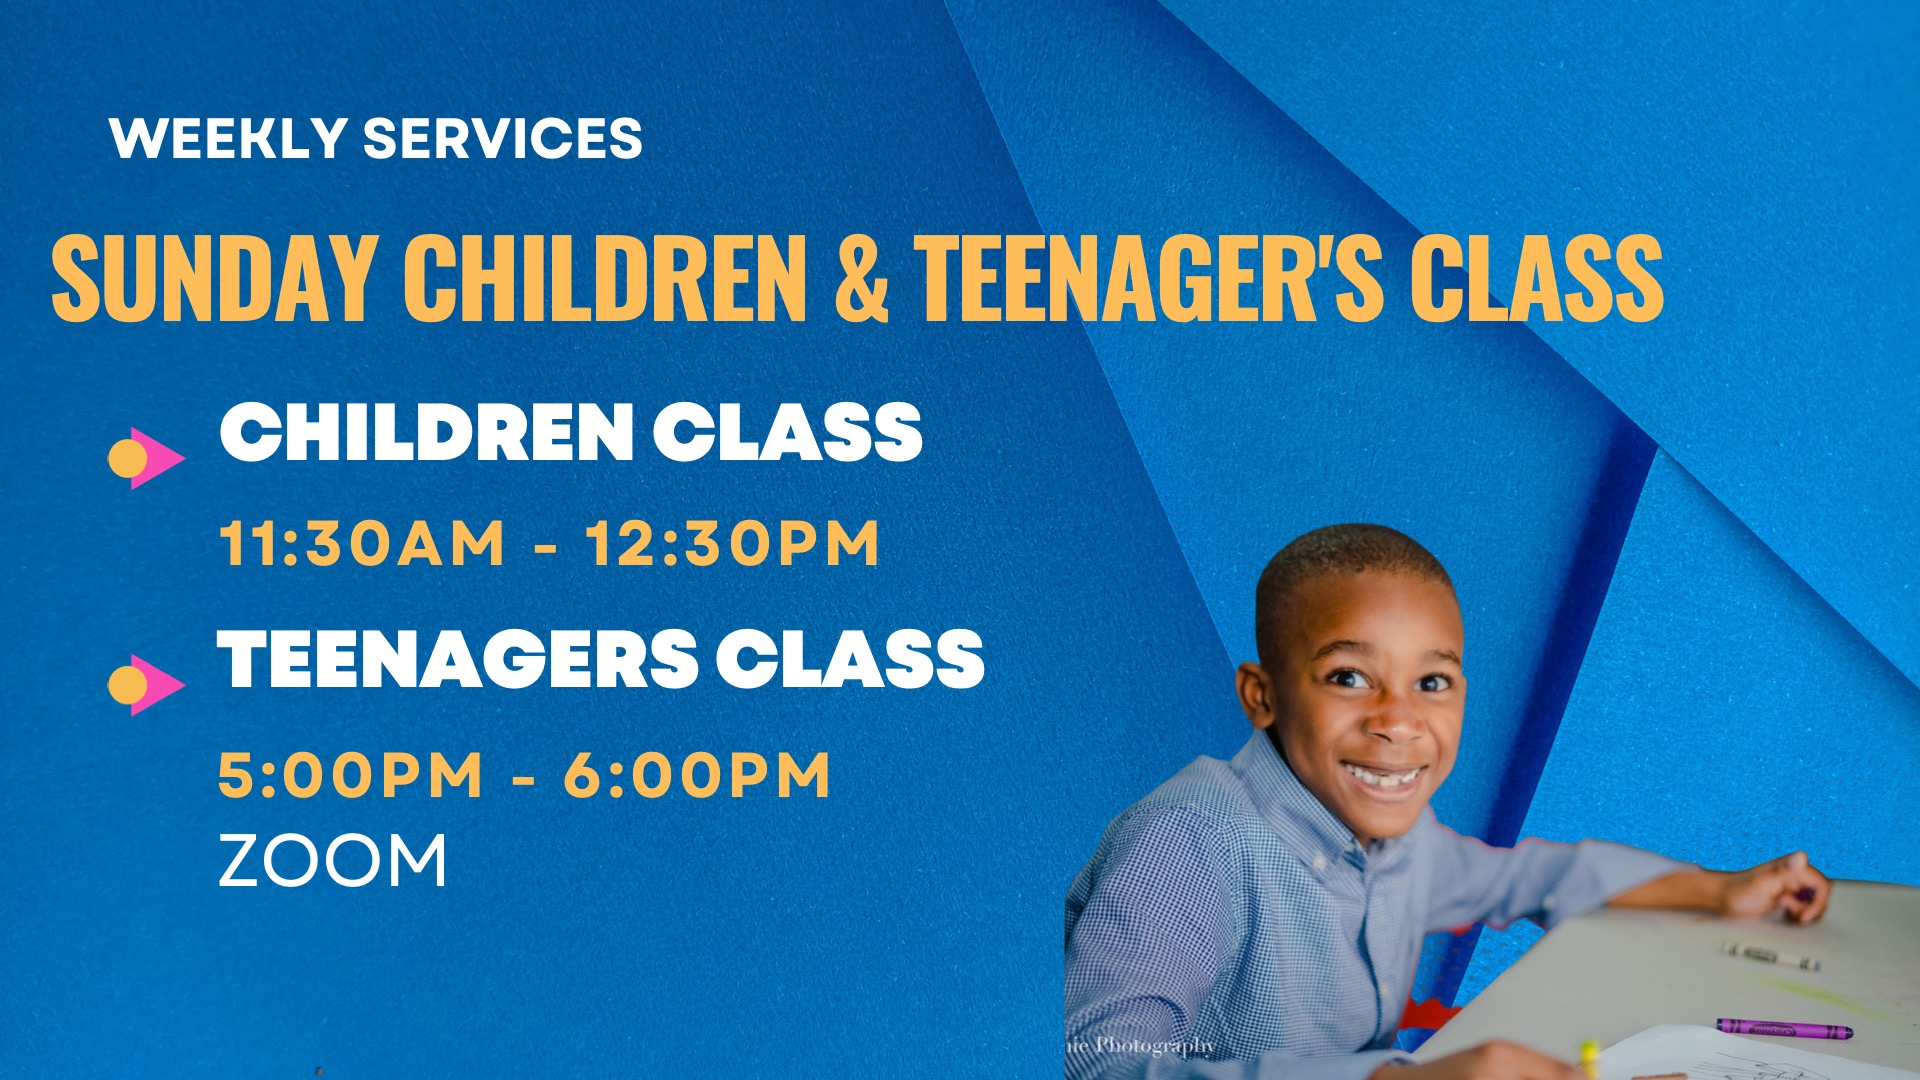 WEEKLY SERVICES
SUNDAY CHILDREN & TEENAGER'S CLASS
CHILDREN CLASS
11:30AM - 12:30PM
TEENAGERS CLASS
5:00PM - 6:00PM
ZOOM
Photography